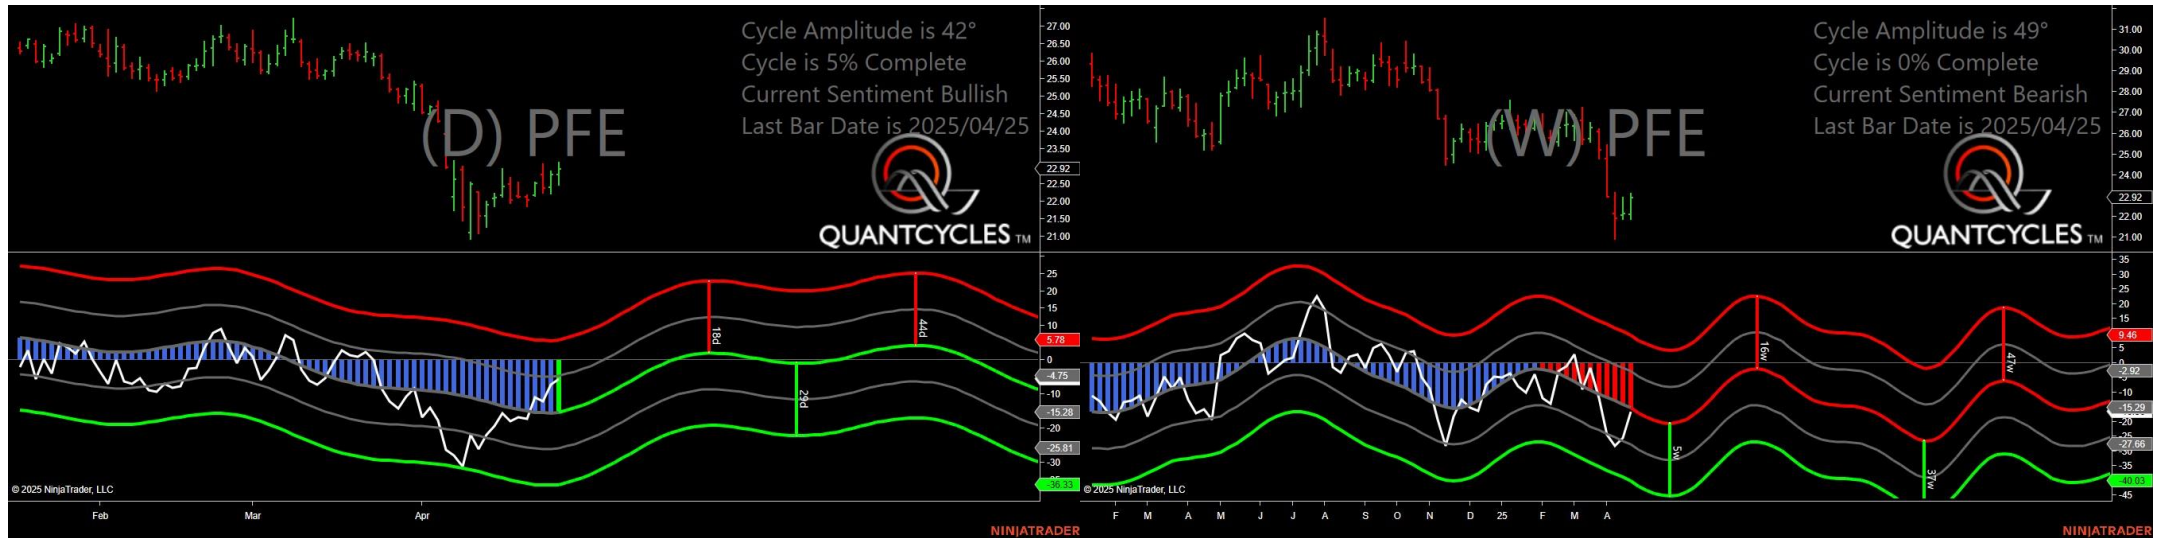 Cycle Amplitude is 42°
Cycle is 5% Complete
Current Sentiment Bullish
Last Bar Date is 2025/04/25
(D) PFE
QUANTCYCLES TM
27.00
26.50
26.00
25.50
25.00
24.50
24.00
23.50
22.92
22.50
22.00
21.50
21.00
18d
29d
44d
25
20
15
10
5.78
0
-4.75
-10
-15.28
-20
-25.81
-30
-36.33
© 2025 NinjaTrader, LLC
Feb Mar Apr
NINJATRADER
Cycle Amplitude is 49°
Cycle is 0% Complete
Current Sentiment Bearish
Last Bar Date is 2025/04/25
(W) PFE
QUANTCYCLES TM
31.00
30.00
29.00
28.00
27.00
26.00
25.00
24.00
22.92
22.00
21.00
5w
16w
37w
47w
35
30
25
20
15
9.46
5
0
-2.92
-10
-15.29
-20
-27.66
-30
-35
-40.03
-45
© 2025 NinjaTrader, LLC
F M A M J J A S O N D 25 F M A
NINJATRADER